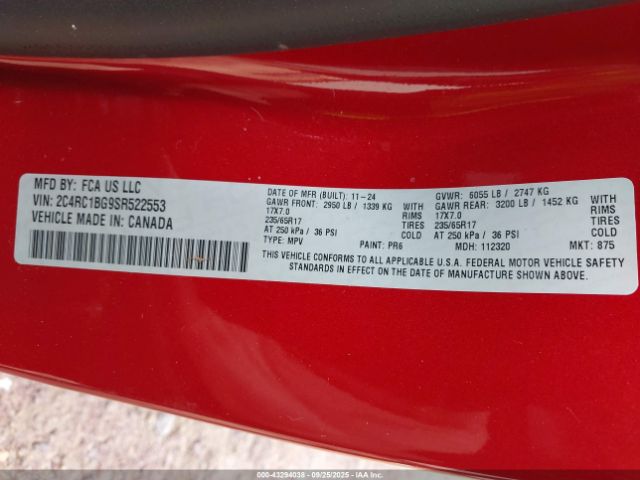 MFD BY: FCA US LLC
VIN: 2C4RC1BG9SR522553
VEHICLE MADE IN: CANADA
DATE OF MFR (BUILT): 11-24
GAWR FRONT: 2950 LB / 1339 KG WITH
17X7.0 RIMS
235/65R17 TIRES
AT 250 kPa / 36 PSI COLD
TYPE: MPV PAINT: PR6
GVWR: 6055 LB / 2747 KG
GAWR REAR: 3200 LB / 1452 KG WITH
17X7.0 RIMS
235/65R17 TIRES
AT 250 kPa / 36 PSI COLD
MDH: 112320 MKT: 875
THIS VEHICLE CONFORMS TO ALL APPLICABLE U.S.A. FEDERAL MOTOR VEHICLE SAFETY
STANDARDS IN EFFECT ON THE DATE OF MANUFACTURE SHOWN ABOVE.
000-43294038 - 09/25/2025 - IAAI.com